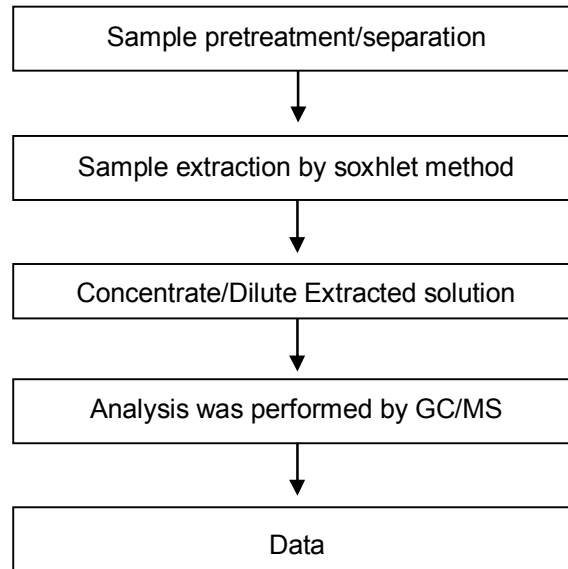 Sample pretreatment/separation
Sample extraction by soxhlet method
Concentrate/Dilute Extracted solution
Analysis was performed by GC/MS
Data